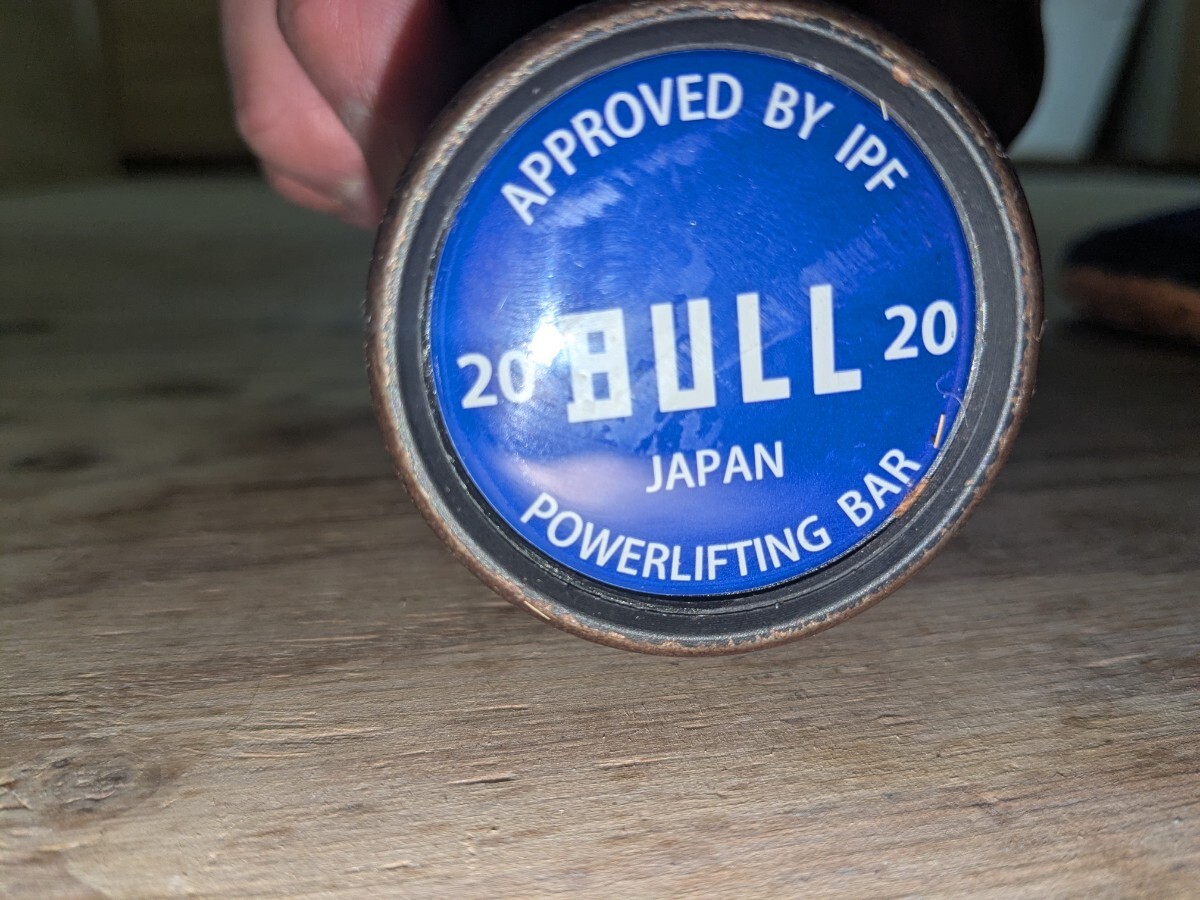 APPROVED BY IPF
20 BULL 20
JAPAN
POWERLIFTING BAR